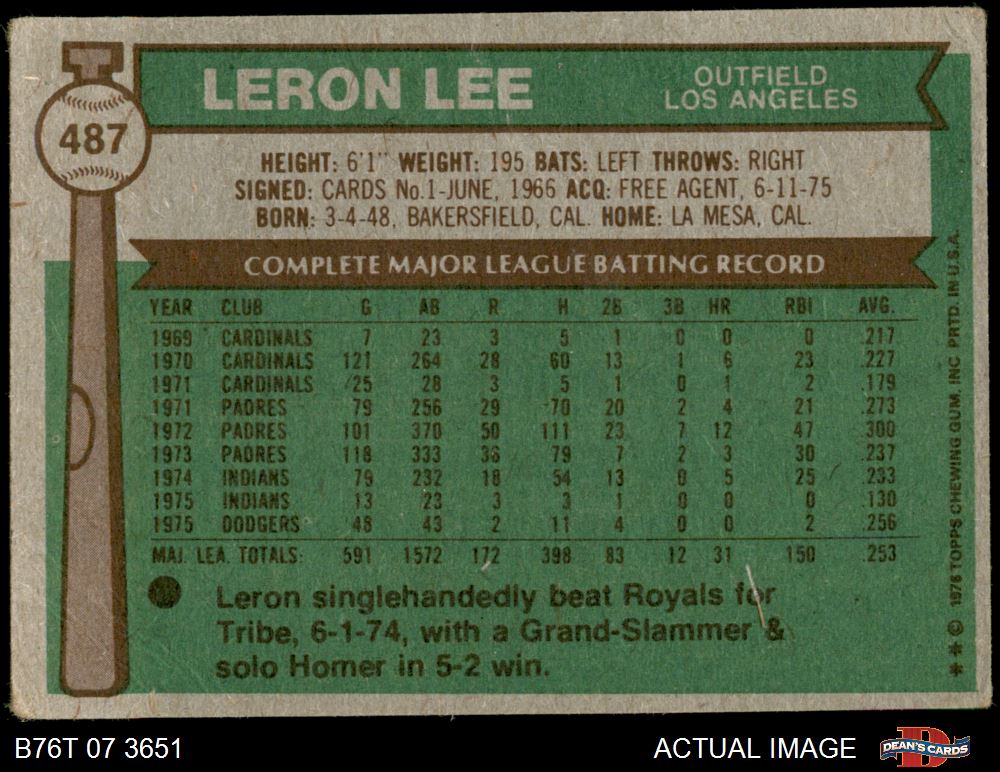 LERON LEE
OUTFIELD
LOS ANGELES
487
HEIGHT: 6'1" WEIGHT: 195 BATS: LEFT THROWS: RIGHT
SIGNED: CARDS No.1-JUNE, 1966 ACQ: FREE AGENT, 6-11-75
BORN: 3-4-48, BAKERSFIELD, CAL. HOME: LA MESA, CAL.
COMPLETE MAJOR LEAGUE BATTING RECORD
YEAR CLUB G AB R H 2B 3B HR RBI AVG.
1969 CARDINALS 7 23 3 5 1 0 0 0 .217
1970 CARDINALS 121 264 28 60 13 1 6 23 .227
1971 CARDINALS 25 28 3 5 1 0 1 2 .179
1971 PADRES 79 256 29 70 20 2 4 21 .273
1972 PADRES 101 370 50 111 23 7 12 47 .300
1973 PADRES 118 333 36 79 7 2 3 30 .237
1974 INDIANS 79 232 18 54 13 0 5 25 .233
1975 INDIANS 13 23 3 3 1 0 0 0 .130
1975 DODGERS 48 43 2 11 4 0 0 2 .256
MAJ. LEA. TOTALS: 591 1572 172 398 83 12 31 150 .253
Leron singlehandedly beat Royals for
Tribe, 6-1-74, with a Grand-Slammer &
solo Homer in 5-2 win.
** © 1976 TOPPS CHEWING GUM, INC PRTD. IN U.S.A.
B76T 07 3651
ACTUAL IMAGE
DEAN'S CARDS